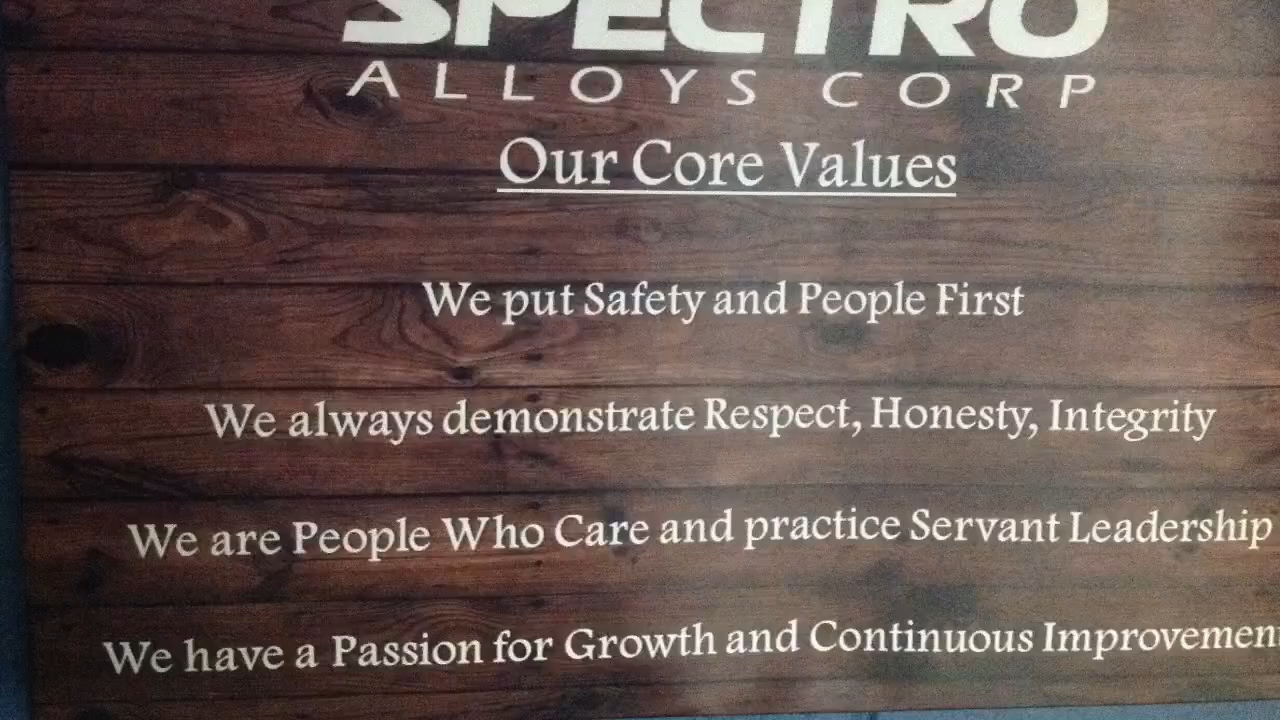 SPECTRO
ALLOYS CORP
Our Core Values
We put Safety and People First
We always demonstrate Respect, Honesty, Integrity
We are People Who Care and practice Servant Leadership
We have a Passion for Growth and Continuous Improvemen